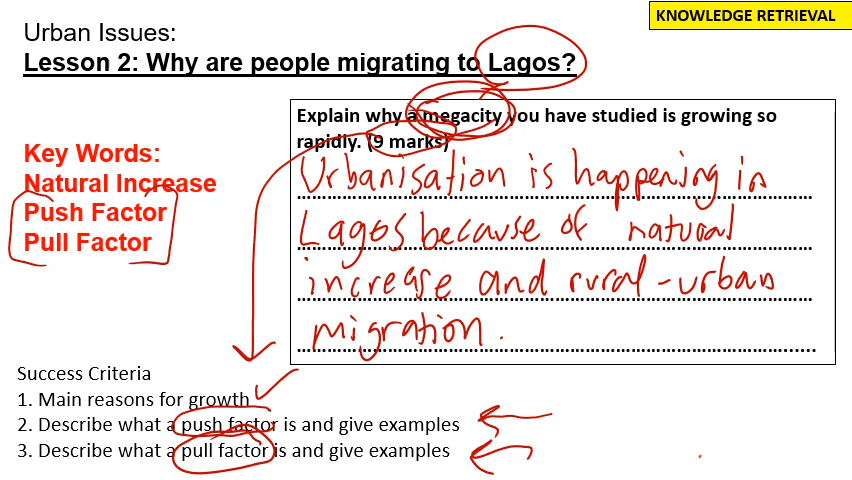 KNOWLEDGE RETRIEVAL
Urban Issues:
Lesson 2: Why are people migrating to Lagos?
Explain why a megacity you have studied is growing so
rapidly. (9 marks)
Key Words:
Natural Increase
Push Factor
Pull Factor
Urbanisation is happening in
Lagos because of natural
increase and rural-urban
migration.
Success Criteria
1. Main reasons for growth
2. Describe what a push factor is and give examples
3. Describe what a pull factor is and give examples